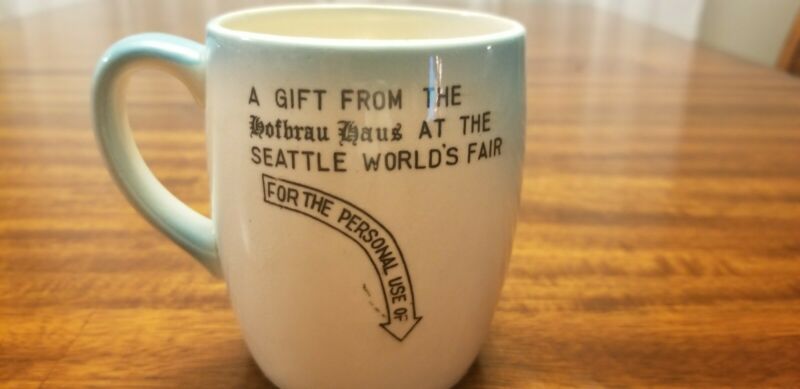 A GIFT FROM THE
Hofbrau Haus AT THE
SEATTLE WORLD'S FAIR
FOR THE PERSONAL USE OF